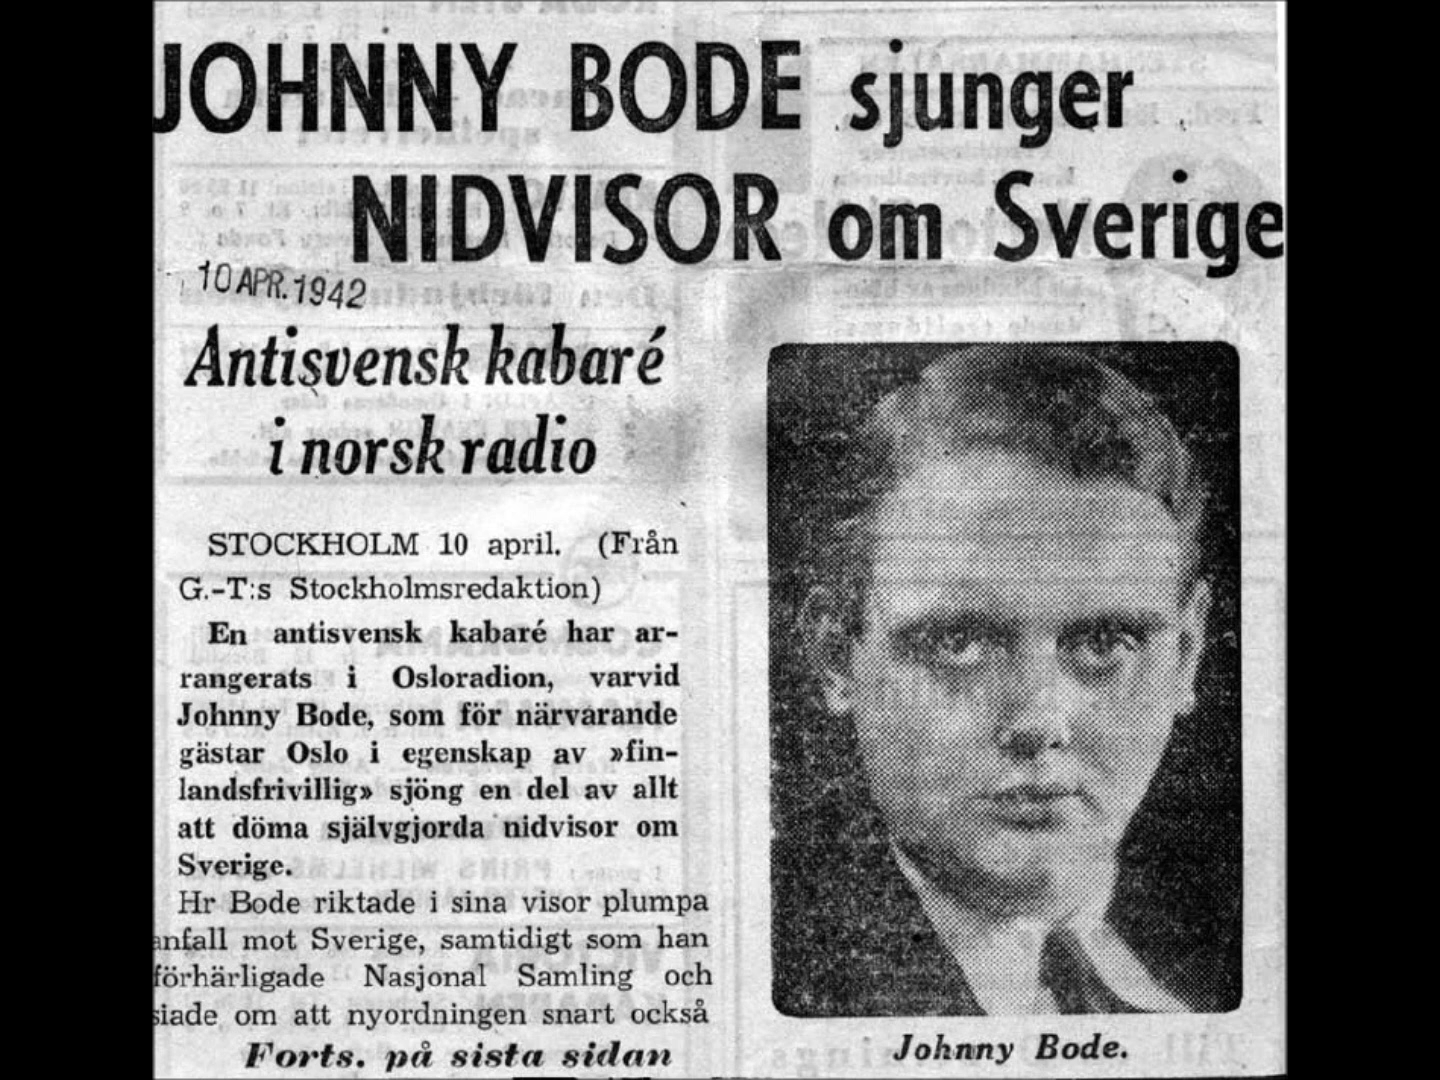 JOHNNY BODE sjunger
NIDVISOR om Sverige
10 APR. 1942
Antisvensk kabaré
i norsk radio
STOCKHOLM 10 april. (Från
G.-T:s Stockholmsredaktion)
En antisvensk kabaré har ar-
rangerats i Osloradion, varvid
Johnny Bode, som för närvarande
gästar Oslo i egenskap av »fin-
landsfrivillig» sjöng en del av allt
att döma självgjorda nidvisor om
Sverige.
Hr Bode riktade i sina visor plumpa
anfall mot Sverige, samtidigt som han
förhärligade Nasjonal Samling och
siade om att nyordningen snart också
Forts. på sista sidan
Johnny Bode.